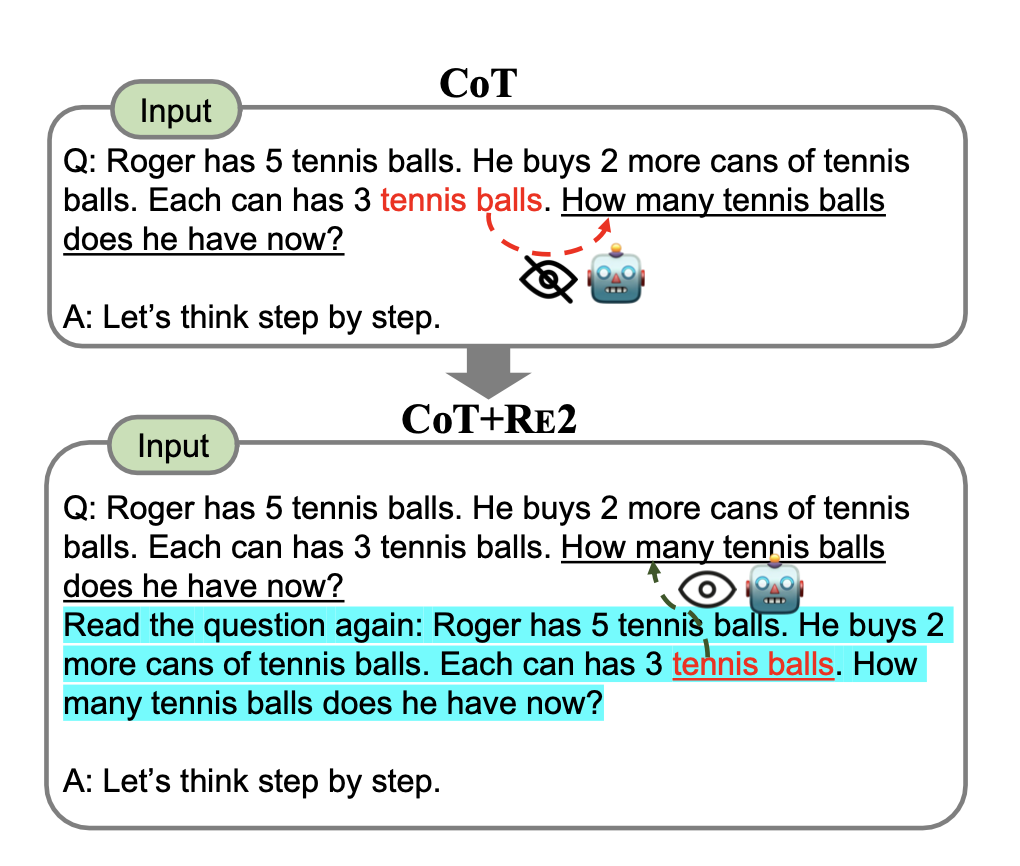 CoT
Input
Q: Roger has 5 tennis balls. He buys 2 more cans of tennis
balls. Each can has 3 tennis balls. How many tennis balls
does he have now?
A: Let’s think step by step.
CoT+RE2
Input
Q: Roger has 5 tennis balls. He buys 2 more cans of tennis
balls. Each can has 3 tennis balls. How many tennis balls
does he have now?
Read the question again: Roger has 5 tennis balls. He buys 2
more cans of tennis balls. Each can has 3 tennis balls. How
many tennis balls does he have now?
A: Let’s think step by step.